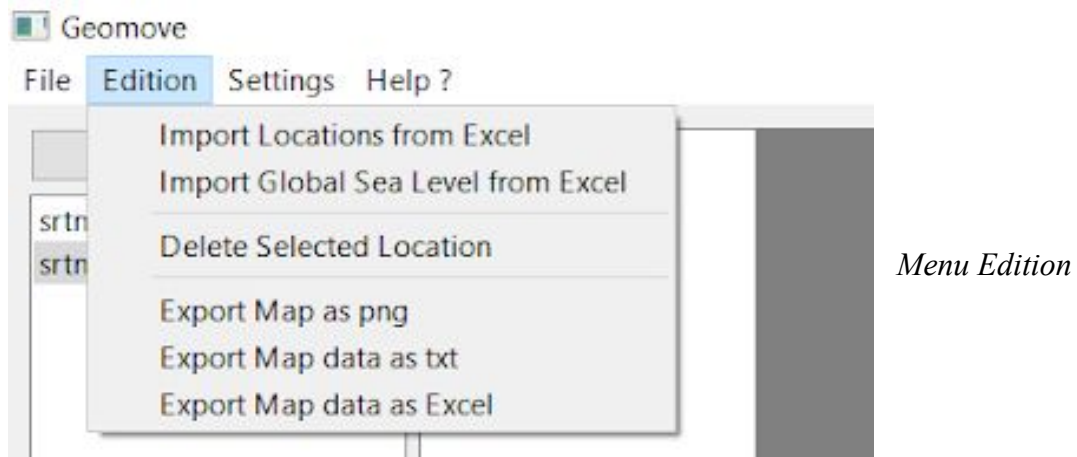 Geomove
File Edition Settings Help ?
Import Locations from Excel
Import Global Sea Level from Excel
Delete Selected Location
Export Map as png
Export Map data as txt
Export Map data as Excel
Menu Edition